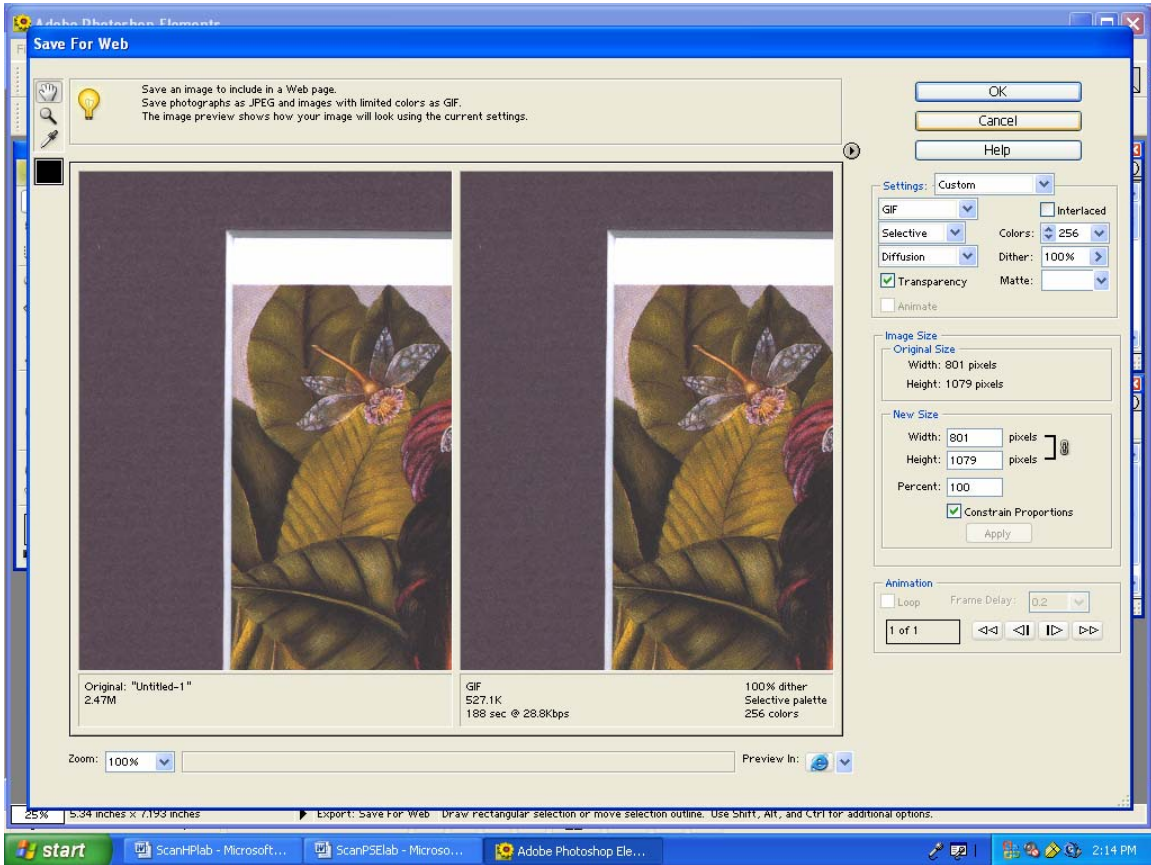 Adobe Photoshop Elements
Save For Web
Save an image to include in a Web page.
Save photographs as JPEG and images with limited colors as GIF.
The image preview shows how your image will look using the current settings.
OK
Cancel
Help
Settings: Custom
GIF
Interlaced
Selective
Colors: 256
Diffusion
Dither: 100%
Transparency
Matte:
Animate
Image Size
Original Size
Width: 801 pixels
Height: 1079 pixels
New Size
Width: 801 pixels
Height: 1079 pixels
Percent: 100
Constrain Proportions
Apply
Animation
Loop
Frame Delay: 0.2
1 of 1
Original: "Untitled-1"
2.47M
GIF
527.1K
188 sec @ 28.8Kbps
100% dither
Selective palette
256 colors
Zoom: 100%
Preview In:
25%
5.34 inches x 7.193 inches
Export: Save For Web Draw rectangular selection or move selection outline. Use Shift, Alt, and Ctrl for additional options.
start
ScanHPlab - Microsoft...
ScanPSElab - Microso...
Adobe Photoshop Ele...
2:14 PM